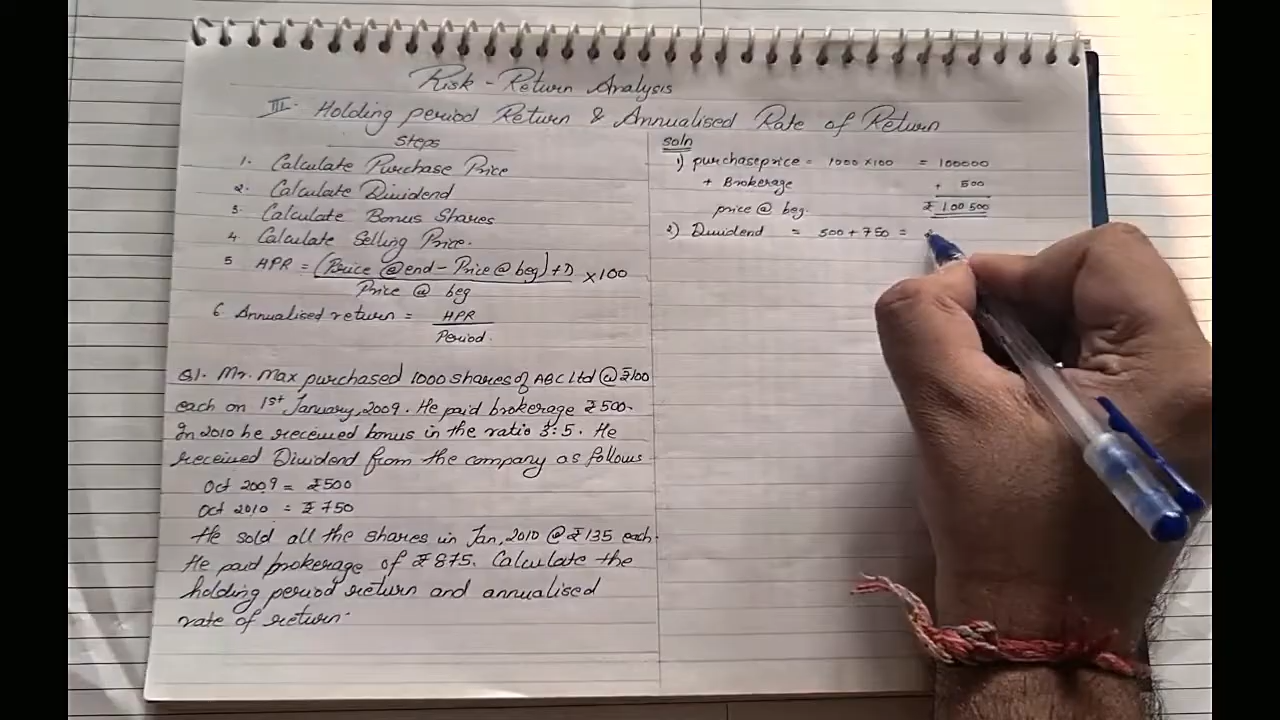 Risk - Return Analysis
III. Holding period Return & Annualised Rate of Return
Steps
1. Calculate Purchase Price
2. Calculate Dividend
3 Calculate Bonus Shares
4 Calculate Selling Price.
5 HPR = (Price @ end - Price @ beg) + D × 100
Price @ beg
6 Annualised return = HPR
Period.
Q1. Mr. Max purchased 1000 shares of ABC Ltd @ ₹100
each on 1st January, 2009. He paid brokerage ₹500.
In 2010 he received bonus in the ratio 3:5. He
received Dividend from the company as follows
Oct 2009 = ₹500
Oct 2010 = ₹750
He sold all the shares in Jan, 2010 @ ₹135 each.
He paid brokerage of ₹875. Calculate the
holding period return and annualised
rate of return.
Soln
1) purchase price = 1000 × 100 = 100000
+ Brokerage + 500
price @ beg. ₹ 1,00 500
2) Dividend = 500 + 750 =